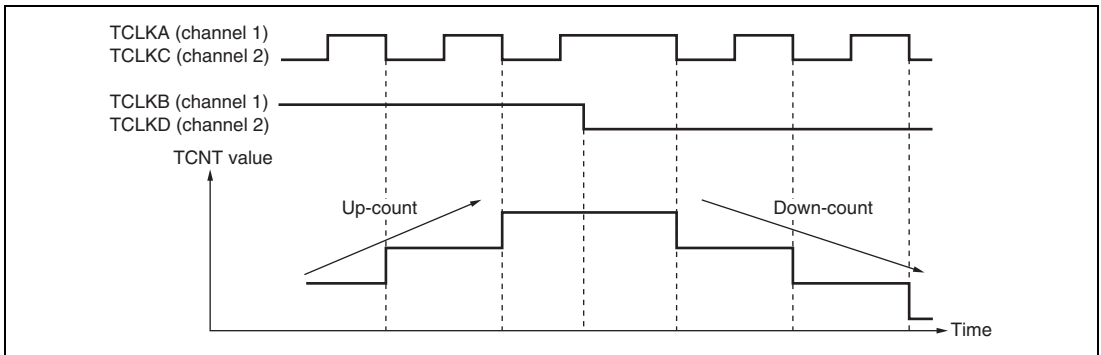 TCLKA (channel 1)
TCLKC (channel 2)
TCLKB (channel 1)
TCLKD (channel 2)
TCNT value
Up-count
Down-count
Time